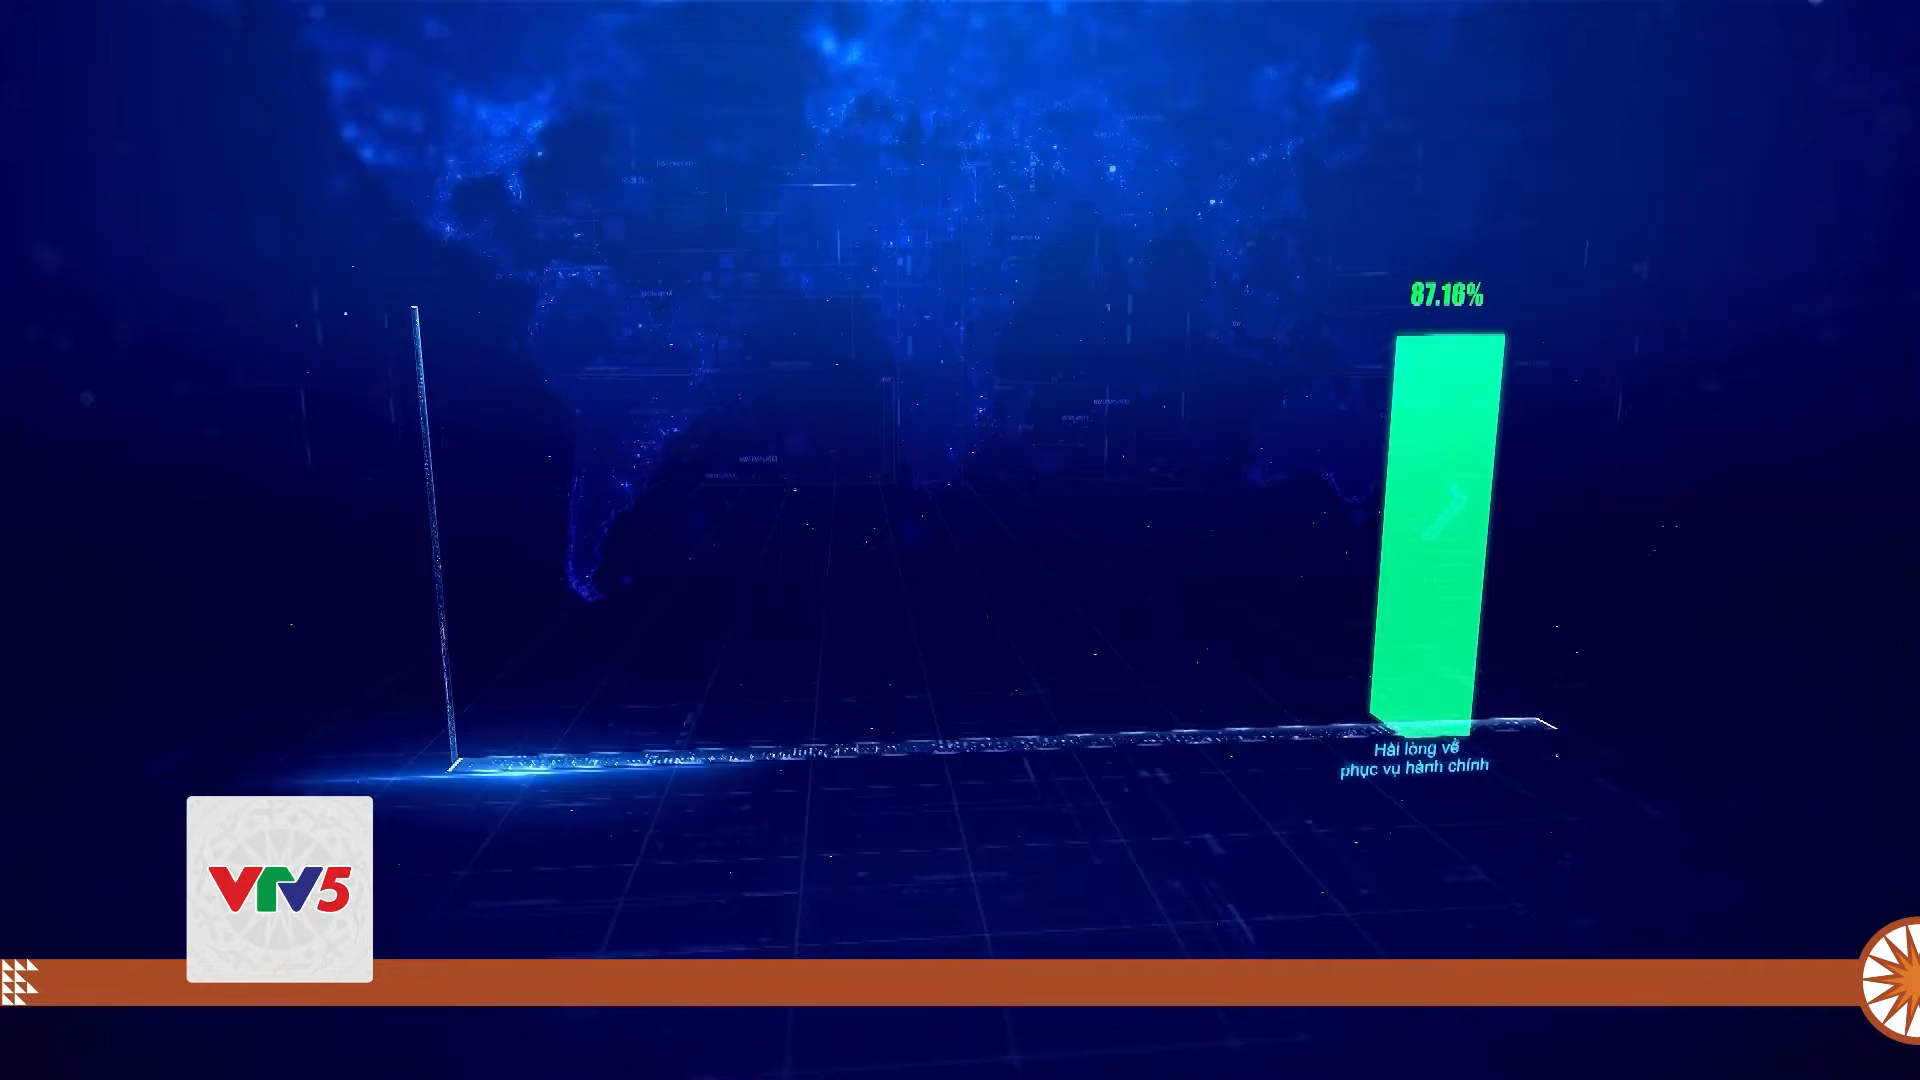 87.16%
Hài lòng về
phục vụ hành chính
VTV5